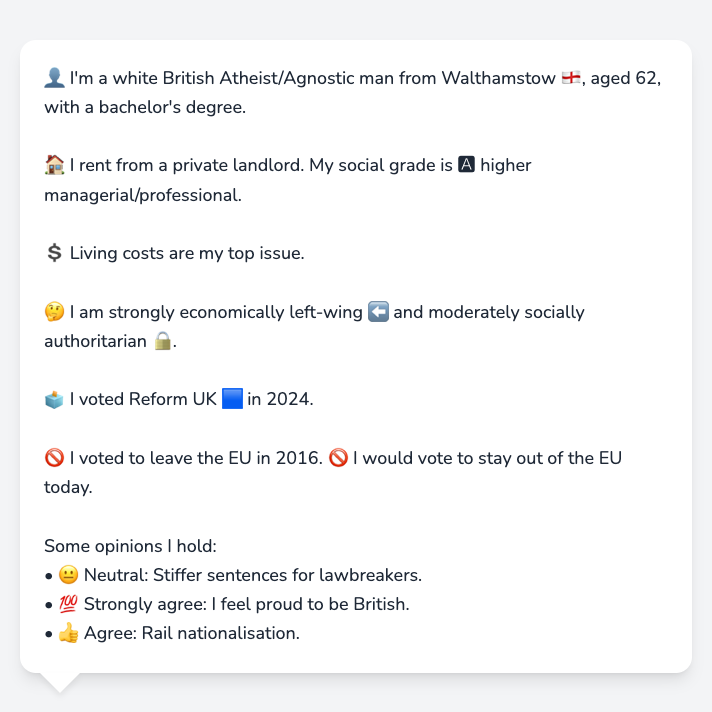 👤 I'm a white British Atheist/Agnostic man from Walthamstow 🏴󠁧󠁢󠁥󠁮󠁧󠁿, aged 62,
with a bachelor's degree.
🏠 I rent from a private landlord. My social grade is 🅰 higher
managerial/professional.
💲 Living costs are my top issue.
🤔 I am strongly economically left-wing ⬅️ and moderately socially
authoritarian 🔒.
🗳️ I voted Reform UK 🟦 in 2024.
🚫 I voted to leave the EU in 2016. 🚫 I would vote to stay out of the EU
today.
Some opinions I hold:
• 😐 Neutral: Stiffer sentences for lawbreakers.
• 💯 Strongly agree: I feel proud to be British.
• 👍 Agree: Rail nationalisation.